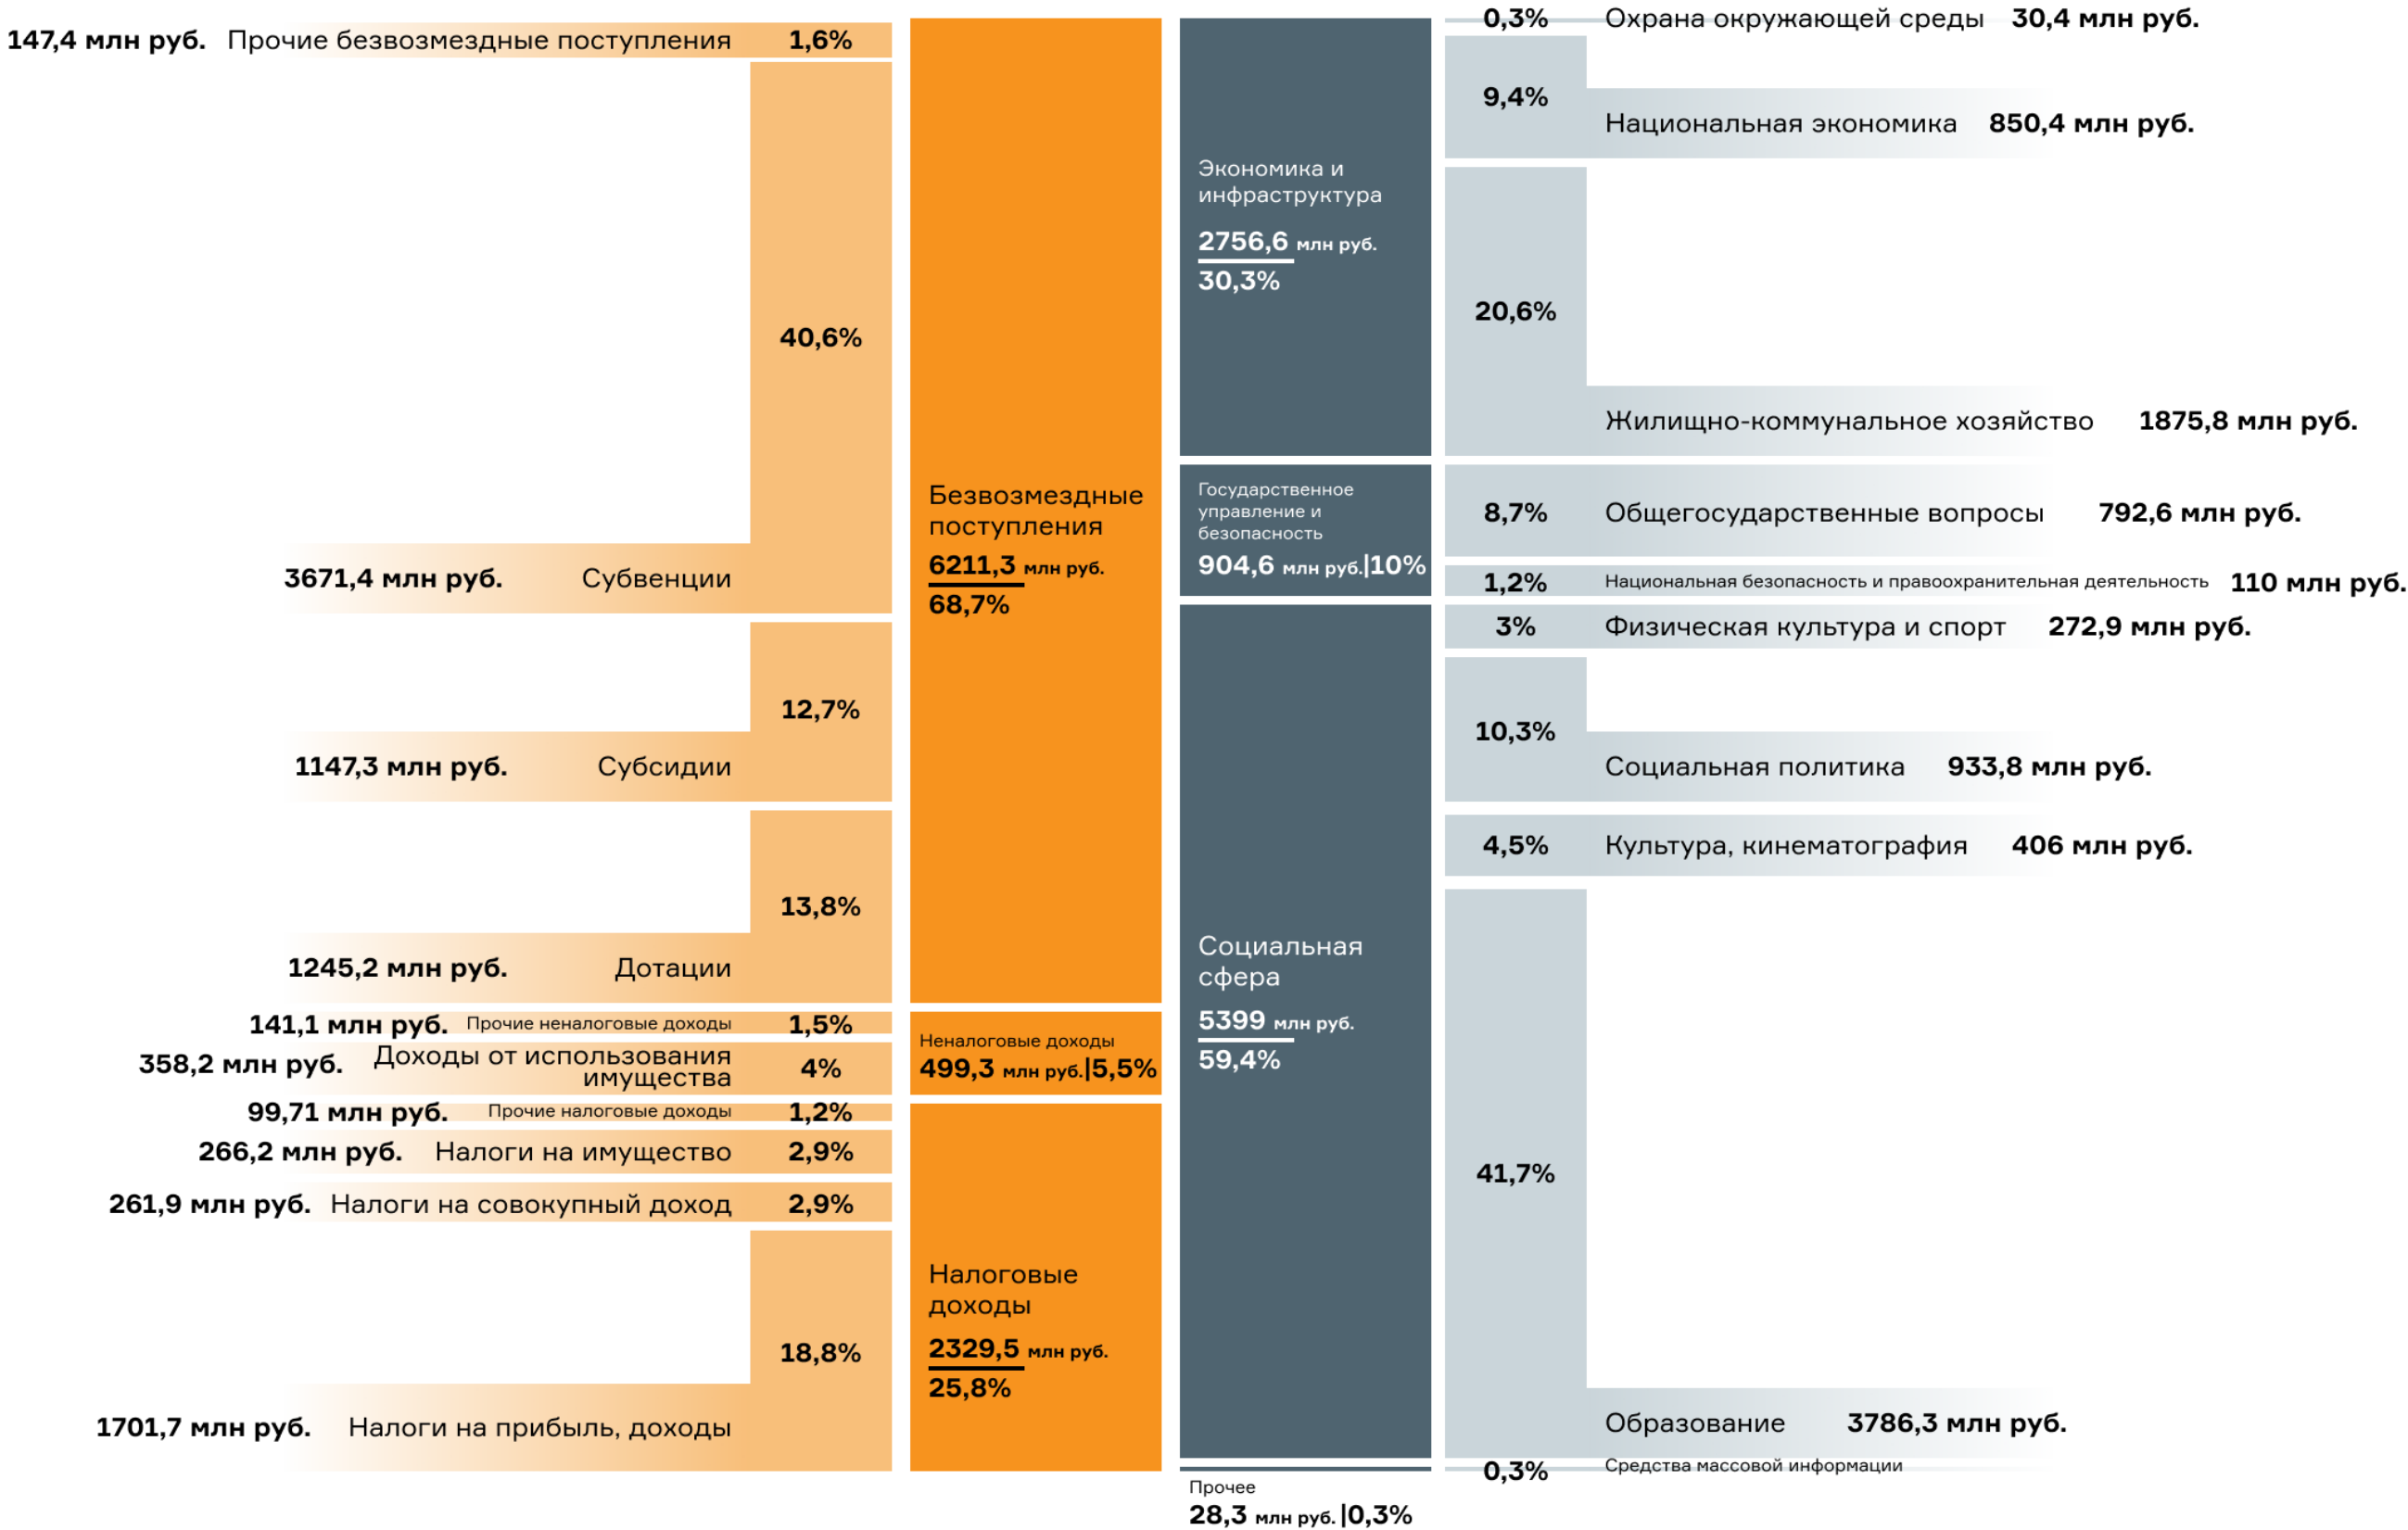 147,4 млн руб. Прочие безвозмездные поступления 1,6%
40,6%
3671,4 млн руб. Субвенции
12,7%
1147,3 млн руб. Субсидии
13,8%
1245,2 млн руб. Дотации
141,1 млн руб. Прочие неналоговые доходы 1,5%
358,2 млн руб. Доходы от использования
имущества 4%
99,71 млн руб. Прочие налоговые доходы 1,2%
266,2 млн руб. Налоги на имущество 2,9%
261,9 млн руб. Налоги на совокупный доход 2,9%
18,8%
1701,7 млн руб. Налоги на прибыль, доходы
Безвозмездные
поступления
6211,3 млн руб.
68,7%
Неналоговые доходы
499,3 млн руб.|5,5%
Налоговые
доходы
2329,5 млн руб.
25,8%
Экономика и
инфраструктура
2756,6 млн руб.
30,3%
Государственное
управление и
безопасность
904,6 млн руб.|10%
Социальная
сфера
5399 млн руб.
59,4%
Прочее
28,3 млн руб.|0,3%
0,3% Охрана окружающей среды 30,4 млн руб.
9,4%
Национальная экономика 850,4 млн руб.
20,6%
Жилищно-коммунальное хозяйство 1875,8 млн руб.
8,7% Общегосударственные вопросы 792,6 млн руб.
1,2% Национальная безопасность и правоохранительная деятельность 110 млн руб.
3% Физическая культура и спорт 272,9 млн руб.
10,3%
Социальная политика 933,8 млн руб.
4,5% Культура, кинематография 406 млн руб.
41,7%
Образование 3786,3 млн руб.
0,3% Средства массовой информации